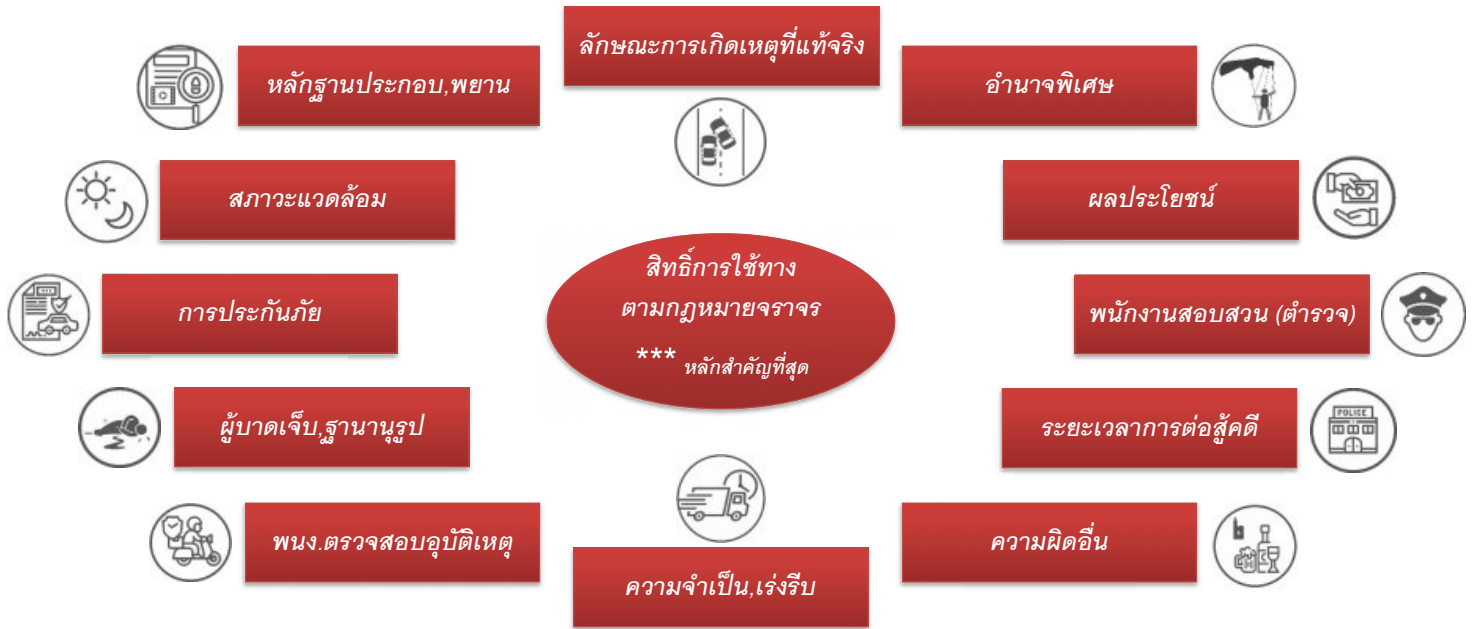 ลักษณะการเกิดเหตุที่แท้จริง
หลักฐานประกอบ,พยาน
อำนาจพิเศษ
สภาวะแวดล้อม
ผลประโยชน์
สิทธิ์การใช้ทาง
ตามกฎหมายจราจร
*** หลักสำคัญที่สุด
การประกันภัย
พนักงานสอบสวน (ตำรวจ)
ผู้บาดเจ็บ,ฐานานุรูป
ระยะเวลาการต่อสู้คดี
POLICE
พนง.ตรวจสอบอุบัติเหตุ
ความผิดอื่น
ความจำเป็น,เร่งรีบ